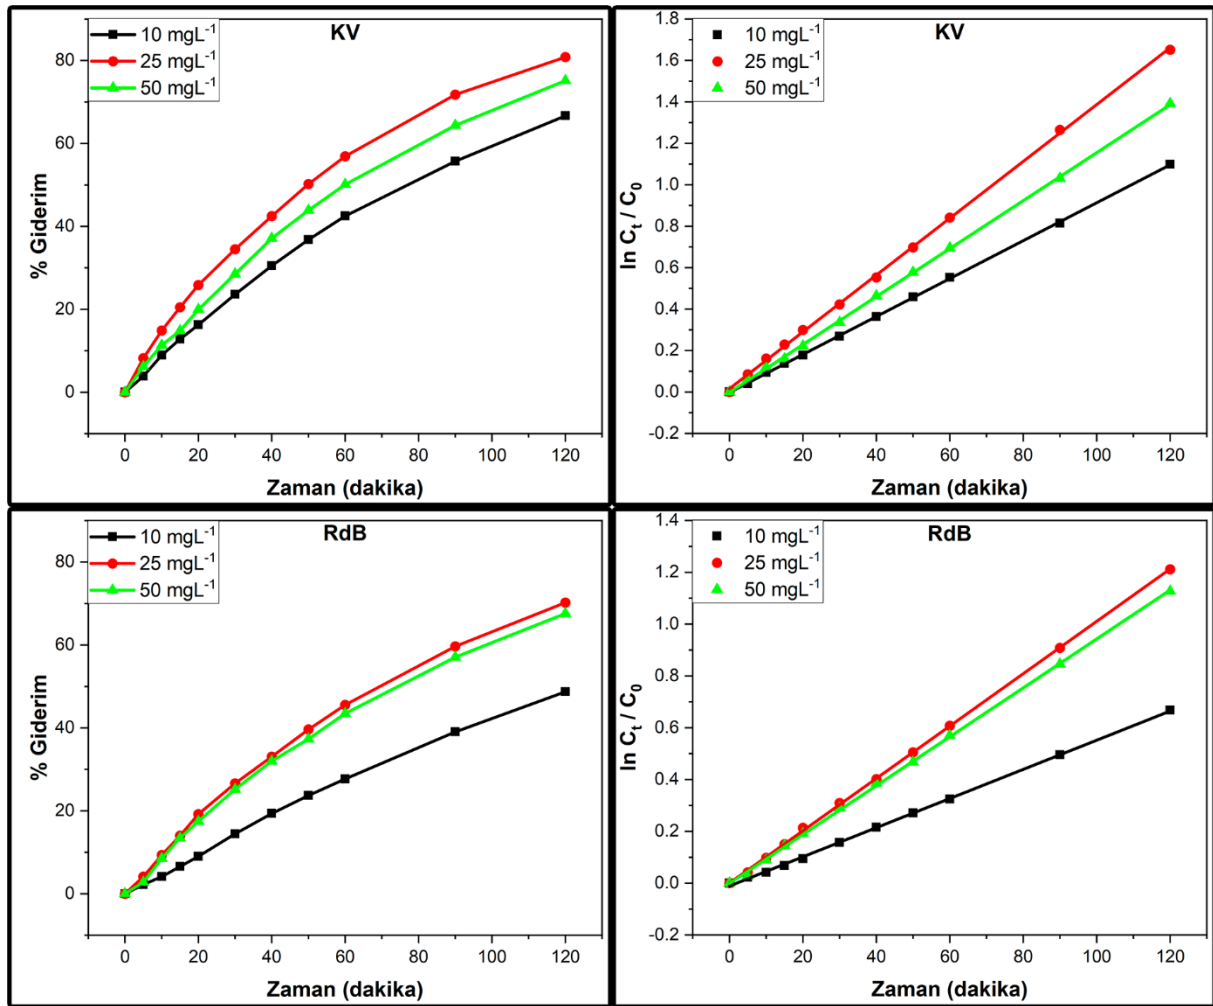 KV
10 mgL⁻¹
25 mgL⁻¹
50 mgL⁻¹
% Giderim
80
60
40
20
0
0 20 40 60 80 100 120
Zaman (dakika)
KV
10 mgL⁻¹
25 mgL⁻¹
50 mgL⁻¹
ln Cₜ / C₀
1.8
1.6
1.4
1.2
1.0
0.8
0.6
0.4
0.2
0.0
-0.2
0 20 40 60 80 100 120
Zaman (dakika)
RdB
10 mgL⁻¹
25 mgL⁻¹
50 mgL⁻¹
% Giderim
80
60
40
20
0
0 20 40 60 80 100 120
Zaman (dakika)
RdB
10 mgL⁻¹
25 mgL⁻¹
50 mgL⁻¹
ln Cₜ / C₀
1.4
1.2
1.0
0.8
0.6
0.4
0.2
0.0
-0.2
0 20 40 60 80 100 120
Zaman (dakika)